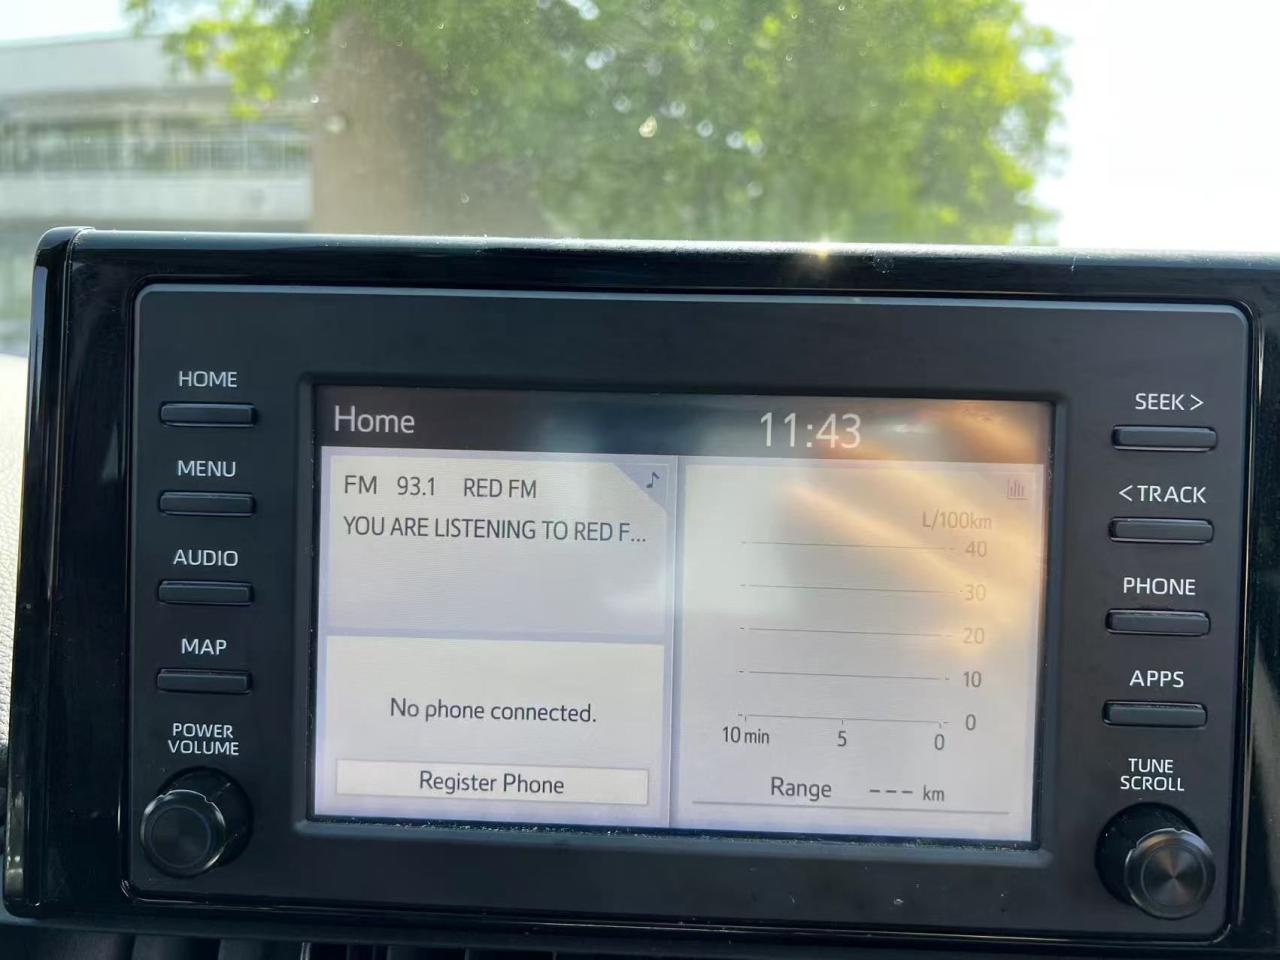 HOME
MENU
AUDIO
MAP
POWER
VOLUME
Home
11:43
FM 93.1 RED FM
YOU ARE LISTENING TO RED F...
No phone connected.
Register Phone
L/100km
40
30
20
10
0
10 min 5 0
Range --- km
SEEK >
< TRACK
PHONE
APPS
TUNE
SCROLL